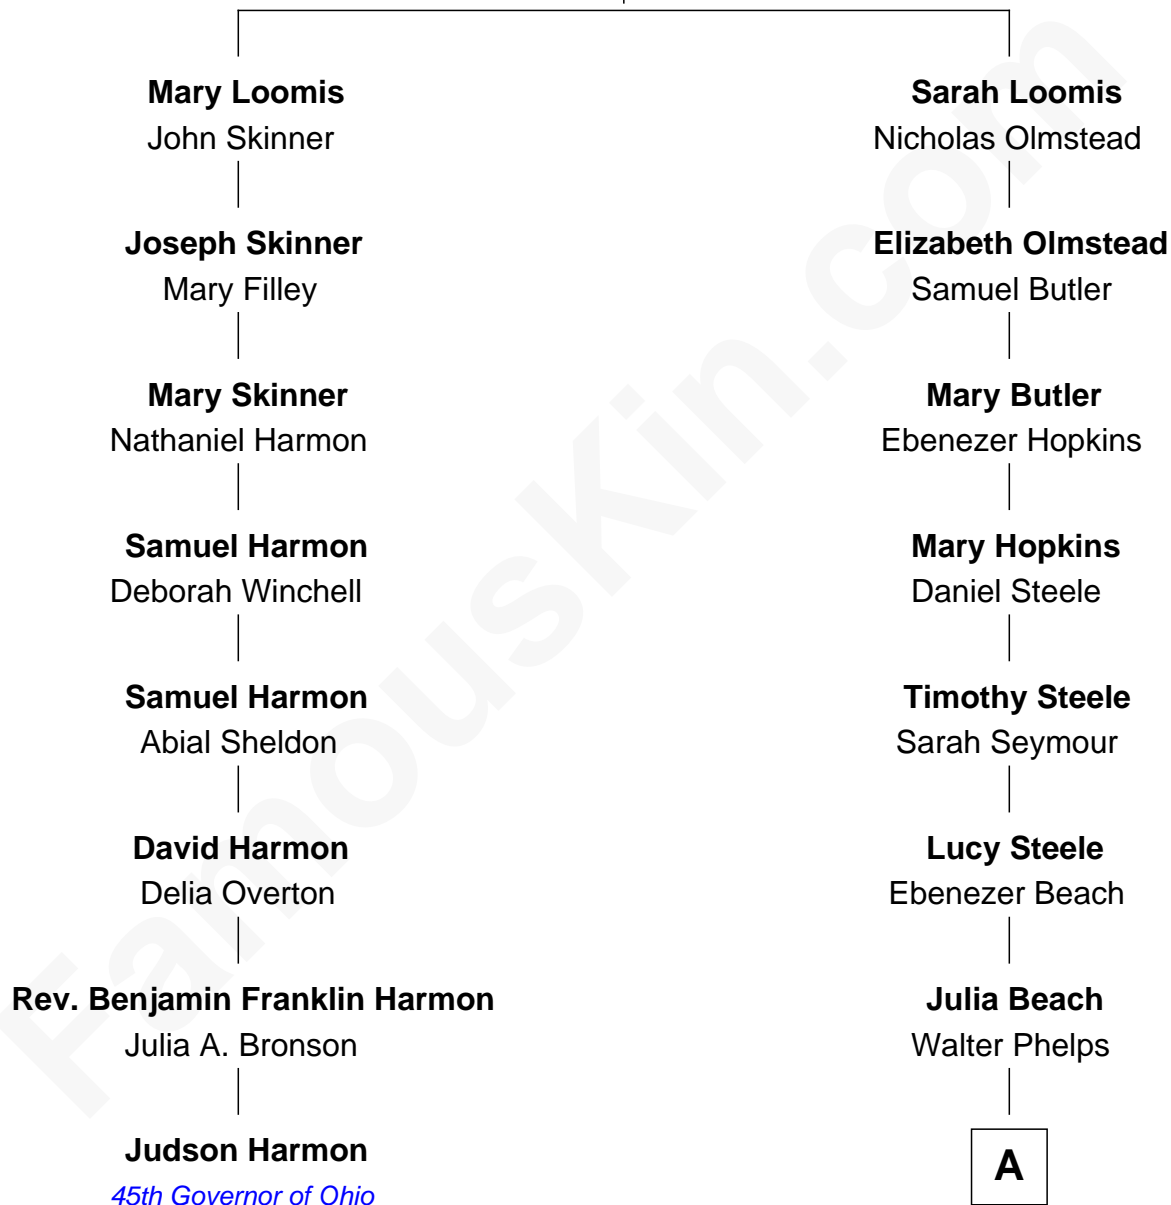 Mary Loomis
John Skinner
Joseph Skinner
Mary Filley
Mary Skinner
Nathaniel Harmon
Samuel Harmon
Deborah Winchell
Samuel Harmon
Abial Sheldon
David Harmon
Delia Overton
Rev. Benjamin Franklin Harmon
Julia A. Bronson
Judson Harmon
45th Governor of Ohio
Sarah Loomis
Nicholas Olmstead
Elizabeth Olmstead
Samuel Butler
Mary Butler
Ebenezer Hopkins
Mary Hopkins
Daniel Steele
Timothy Steele
Sarah Seymour
Lucy Steele
Ebenezer Beach
Julia Beach
Walter Phelps
A
FamousKin.com